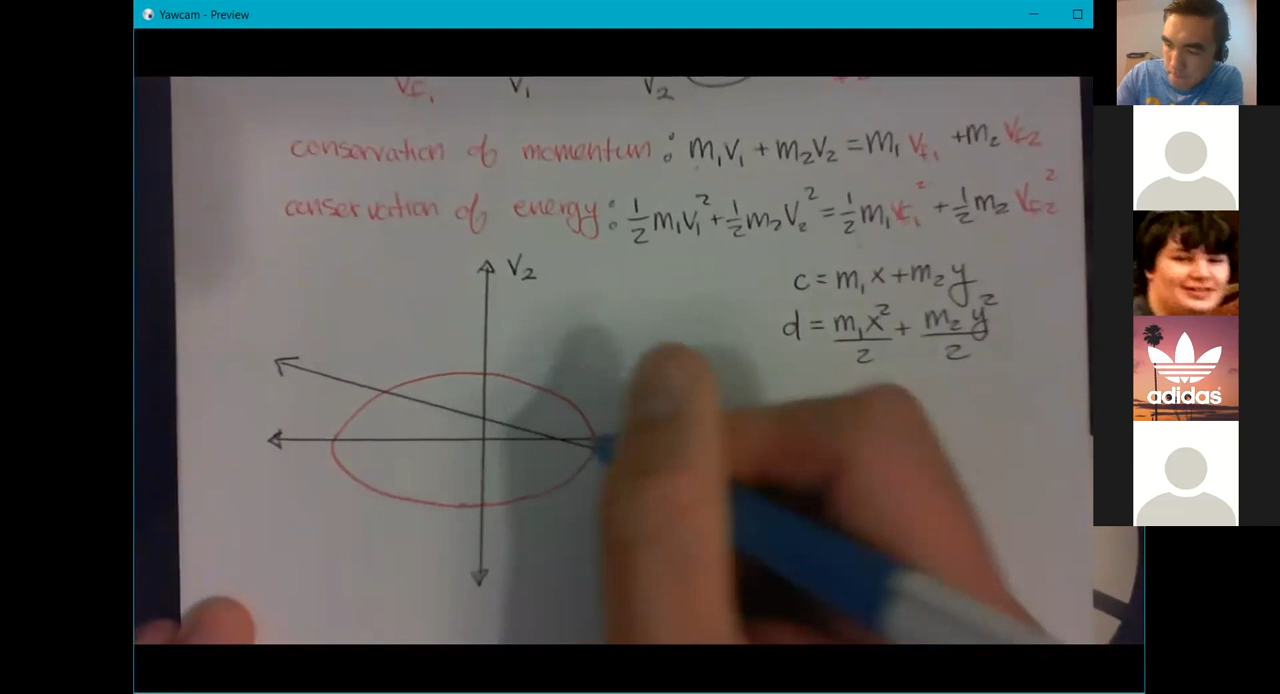 Yawcam - Preview
V₁ V₂
conservation of momentum : m₁V₁ + m₂V₂ = m₁ Vf₁ + m₂ Vf₂
conservation of energy : 1/2 m₁V₁² + 1/2 m₂V₂² = 1/2 m₁ Vf₁² + 1/2 m₂ Vf₂²
V₂
c = m₁x + m₂y
d = m₁x²/2 + m₂y²/2
adidas